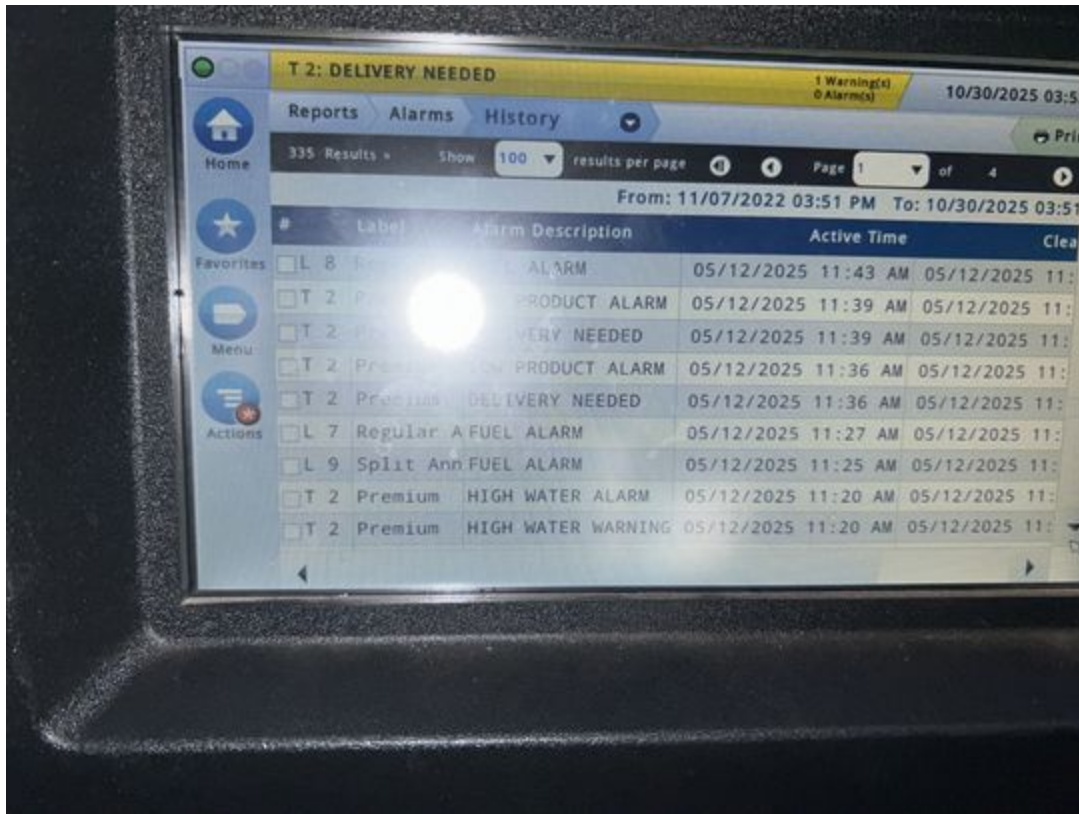 T 2: DELIVERY NEEDED
1 Warning(s)
0 Alarm(s)
10/30/2025 03:5
Reports Alarms History
Pri
Home
335 Results Show 100 results per page Page 1 of 4
From: 11/07/2022 03:51 PM To: 10/30/2025 03:51
# Label Alarm Description Active Time Clea
Favorites
L 8 ALARM 05/12/2025 11:43 AM 05/12/2025 11:
T 2 PRODUCT ALARM 05/12/2025 11:39 AM 05/12/2025 11:
T 2 NEEDED 05/12/2025 11:39 AM 05/12/2025 11:
Menu
T 2 PRODUCT ALARM 05/12/2025 11:36 AM 05/12/2025 11:
T 2 Premium DELIVERY NEEDED 05/12/2025 11:36 AM 05/12/2025 11:
Actions
L 7 Regular A FUEL ALARM 05/12/2025 11:27 AM 05/12/2025 11:
L 9 Split Ann FUEL ALARM 05/12/2025 11:25 AM 05/12/2025 11:
T 2 Premium HIGH WATER ALARM 05/12/2025 11:20 AM 05/12/2025 11:
T 2 Premium HIGH WATER WARNING 05/12/2025 11:20 AM 05/12/2025 11: